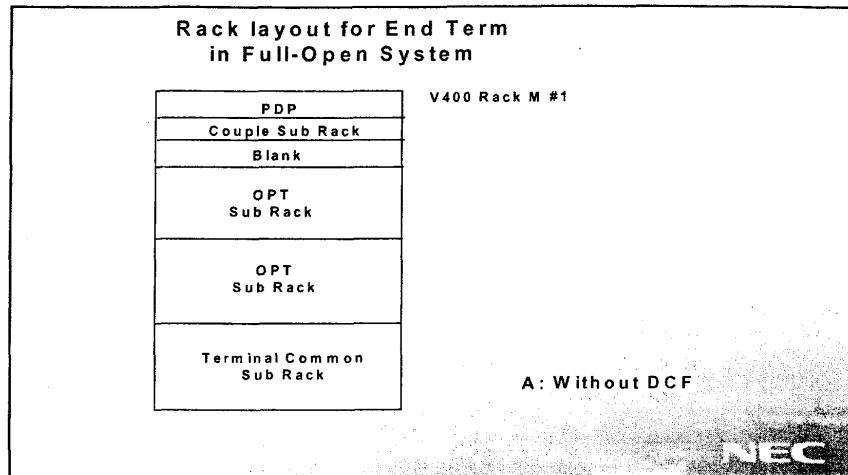 Rack layout for End Term
in Full-Open System
V400 Rack M #1
PDP
Couple Sub Rack
Blank
OPT
Sub Rack
OPT
Sub Rack
Terminal Common
Sub Rack
A: Without DCF
NEC